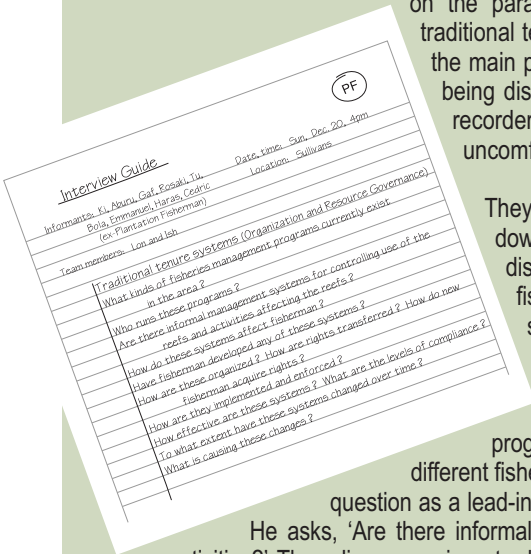 PF
Interview Guide
Informants: Ki, Aburu, Gaf, Rosaki, Tu,
Bola, Emmanuel, Haras, Cedric
(ex-Plantation Fisherman)
Date, time: Sun, Dec. 20, 4pm
Location: Sullivans
Team members: Lon and Ish
Traditional tenure systems (Organization and Resource Governance)
What kinds of fisheries management programs currently exist
in the area?
Who runs these programs?
Are there informal management systems for controlling use of the
reefs and activities affecting the reefs?
How do these systems affect fisherman?
Have fisherman developed any of these systems?
How are these organized? How are rights transferred? How do new
fisherman acquire rights?
How are they implemented and enforced?
How effective are these systems? What are the levels of compliance?
To what extent have these systems changed over time?
What is causing these changes?
on the para
traditional te
the main p
being dis
recorder
uncomf
They
dow
dis
fis
s
prog
different fishe
question as a lead-in
He asks, ‘Are there informal